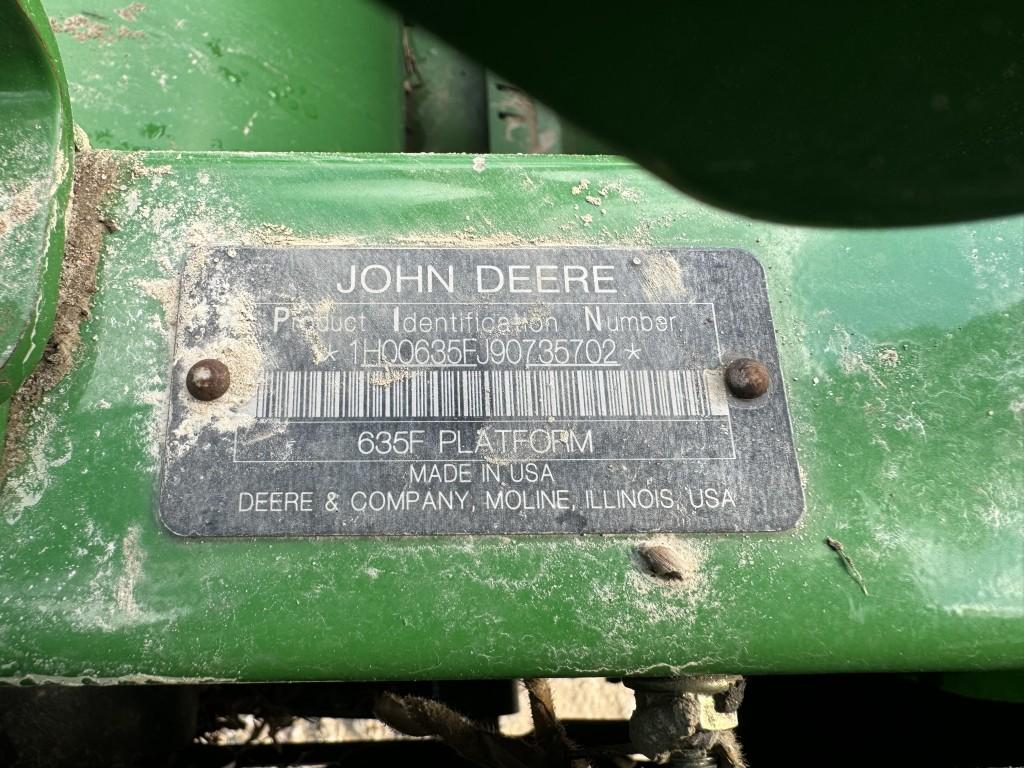 JOHN DEERE
Product Identification Number
*1H00635FJ90735702*
635F PLATFORM
MADE IN USA
DEERE & COMPANY, MOLINE, ILLINOIS, USA